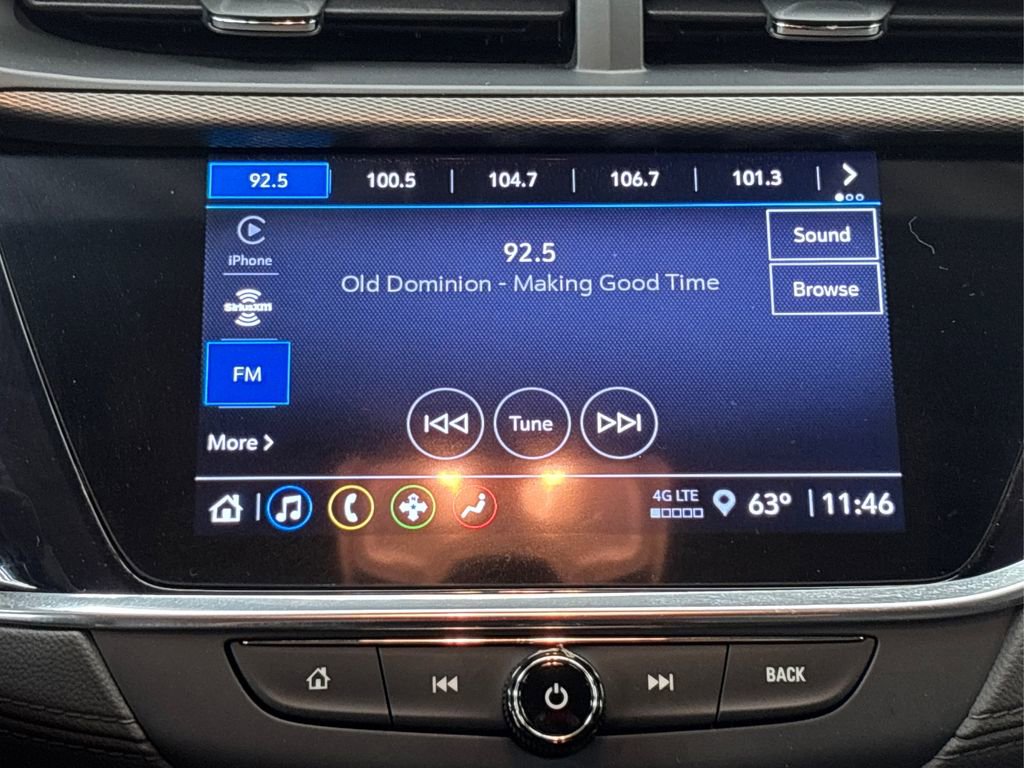 92.5 100.5 104.7 106.7 101.3
iPhone
SiriusXM
FM
More
92.5
Old Dominion - Making Good Time
Sound
Browse
Tune
4G LTE
63° 11:46
BACK